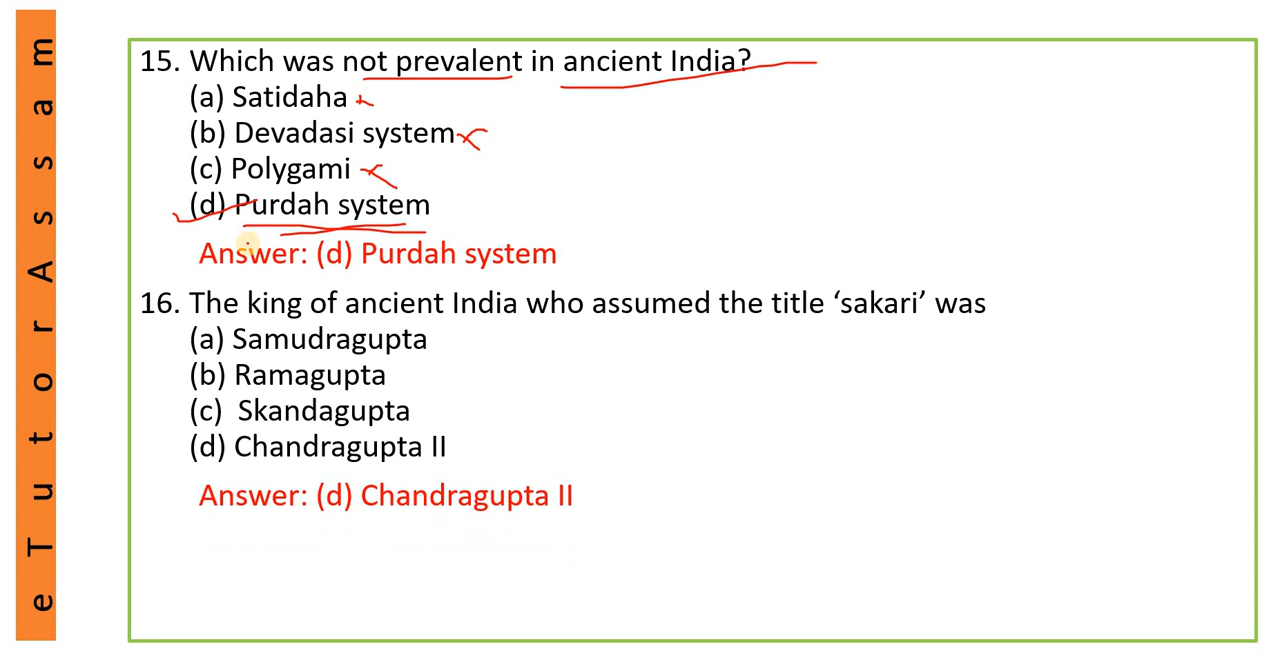 eTutorAssam
15. Which was not prevalent in ancient India?
(a) Satidaha
(b) Devadasi system
(c) Polygami
(d) Purdah system
Answer: (d) Purdah system
16. The king of ancient India who assumed the title ‘sakari’ was
(a) Samudragupta
(b) Ramagupta
(c) Skandagupta
(d) Chandragupta II
Answer: (d) Chandragupta II